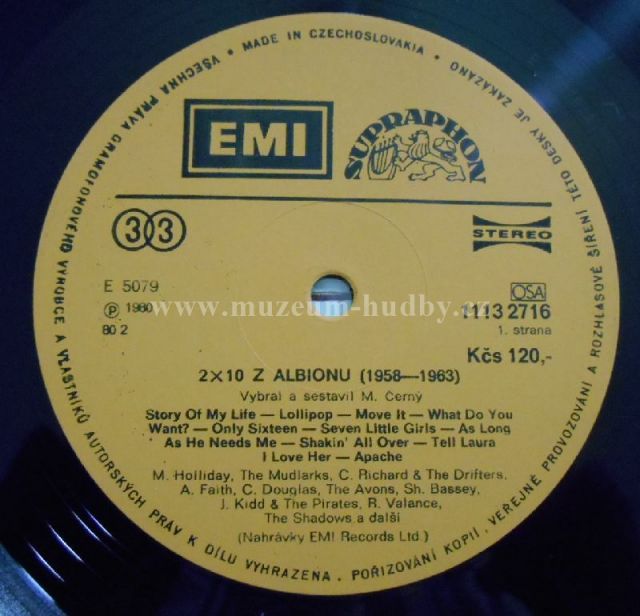 VŠECHNA PRÁVA GRAMOFONOVÉHO VÝROBCE A VLASTNÍKŮ AUTORSKÝCH PRÁV K DÍLU VYHRAZENA. POŘIZOVÁNÍ KOPIÍ, VEŘEJNÉ PROVOZOVÁNÍ A ROZHLASOVÉ ŠÍŘENÍ TÉTO DESKY JE ZAKÁZÁNO • MADE IN CZECHOSLOVAKIA •
EMI
SUPRAPHON
33
STEREO
E 5079
℗ 1980
80 2
www.muzeum-hudby.cz
OSA
1113 2716
1. strana
Kčs 120,-
2×10 Z ALBIONU (1958—1963)
Vybral a sestavil M. Černý
Story Of My Life — Lollipop — Move It — What Do You
Want? — Only Sixteen — Seven Little Girls — As Long
As He Needs Me — Shakin' All Over — Tell Laura
I Love Her — Apache
M. Holliday, The Mudlarks, C. Richard & The Drifters,
A. Faith, C. Douglas, The Avons, Sh. Bassey,
J. Kidd & The Pirates, R. Valance,
The Shadows a další
(Nahrávky EMI Records Ltd.)